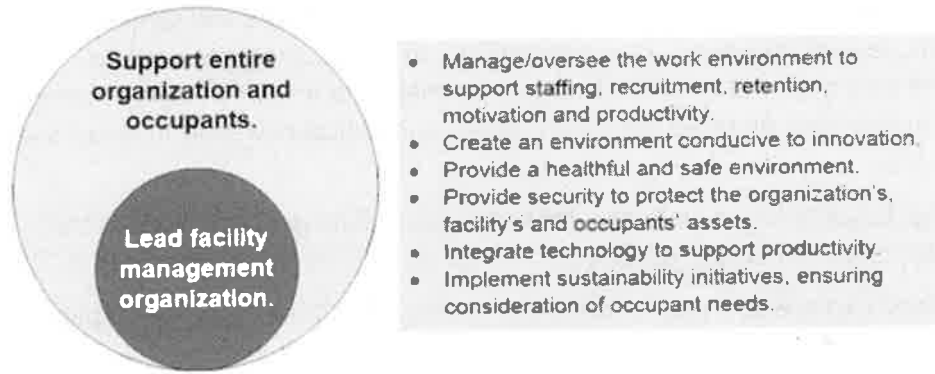 Support entire
organization and
occupants.
Lead facility
management
organization.
• Manage/oversee the work environment to
support staffing, recruitment, retention,
motivation and productivity.
• Create an environment conducive to innovation.
• Provide a healthful and safe environment.
• Provide security to protect the organization's,
facility's and occupants' assets.
• Integrate technology to support productivity.
• Implement sustainability initiatives, ensuring
consideration of occupant needs.